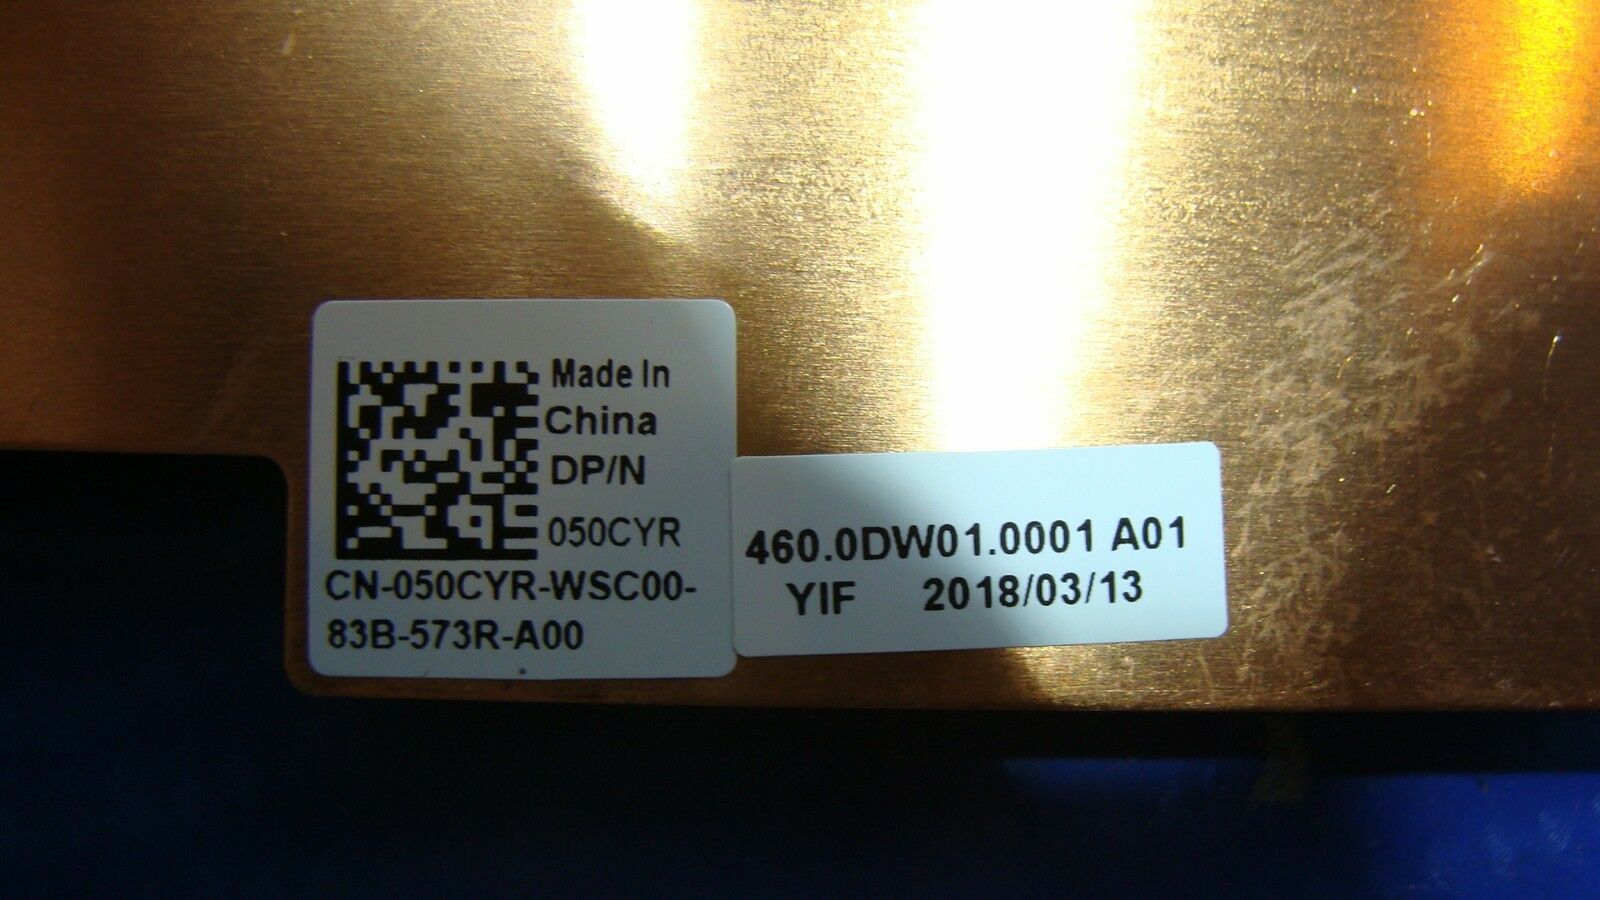 Made In
China
DP/N
050CYR
CN-050CYR-WSC00-
83B-573R-A00
460.0DW01.0001 A01
YIF 2018/03/13